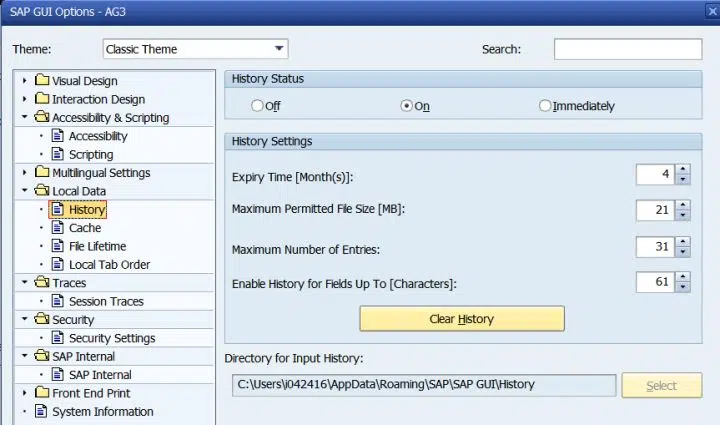 SAP GUI Options - AG3
Theme: Classic Theme Search:
Visual Design
Interaction Design
Accessibility & Scripting
Accessibility
Scripting
Multilingual Settings
Local Data
History
Cache
File Lifetime
Local Tab Order
Traces
Session Traces
Security
Security Settings
SAP Internal
SAP Internal
Front End Print
System Information
History Status
Off On Immediately
History Settings
Expiry Time [Month(s)]: 4
Maximum Permitted File Size [MB]: 21
Maximum Number of Entries: 31
Enable History for Fields Up To [Characters]: 61
Clear History
Directory for Input History:
C:\Users\i042416\AppData\Roaming\SAP\SAP GUI\History Select